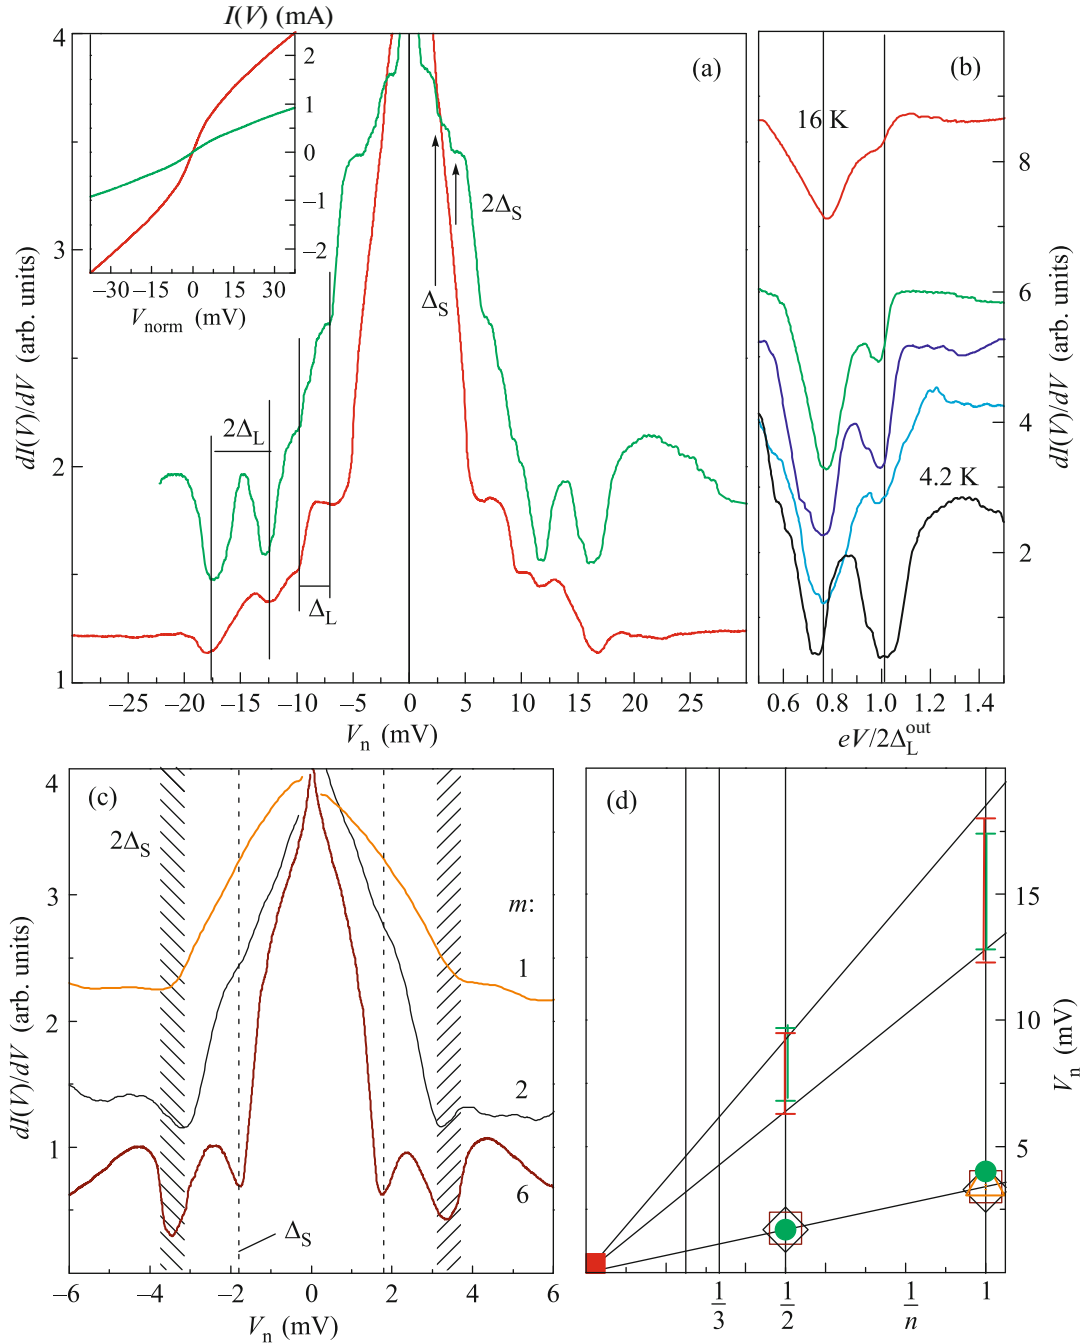 I(V) (mA)
2
1
0
−1
−2
−30 −15 0 15 30
V_norm (mV)
(a)
4
3
2
1
dI(V)/dV (arb. units)
2Δ_S
Δ_S
2Δ_L
Δ_L
−25 −20 −15 −10 −5 0 5 10 15 20 25
V_n (mV)
(b)
16 K
4.2 K
8
6
4
2
dI(V)/dV (arb. units)
0.6 0.8 1.0 1.2 1.4
eV/2Δ_L^out
(c)
4
3
2
1
dI(V)/dV (arb. units)
2Δ_S
m:
1
2
6
Δ_S
−6 −4 −2 0 2 4 6
V_n (mV)
(d)
15
10
5
V_n (mV)
1/3 1/2 1/n 1